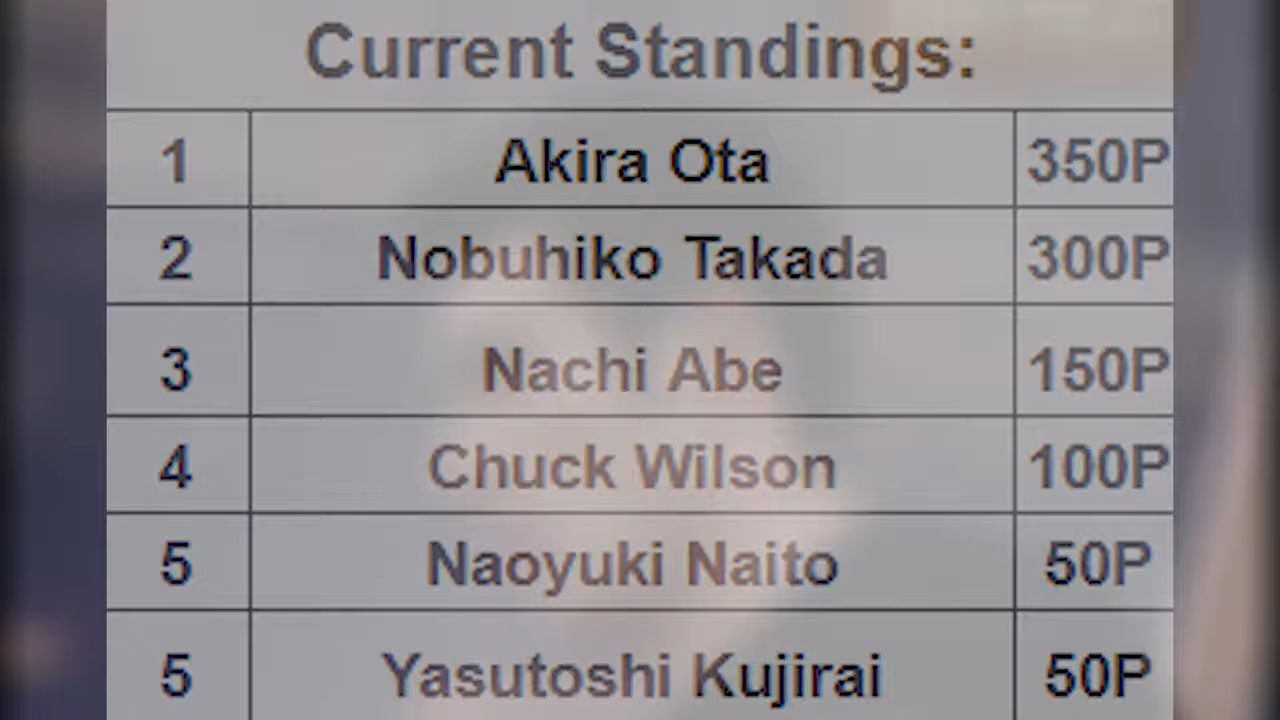 Current Standings:
1 Akira Ota 350P
2 Nobuhiko Takada 300P
3 Nachi Abe 150P
4 Chuck Wilson 100P
5 Naoyuki Naito 50P
5 Yasutoshi Kujirai 50P